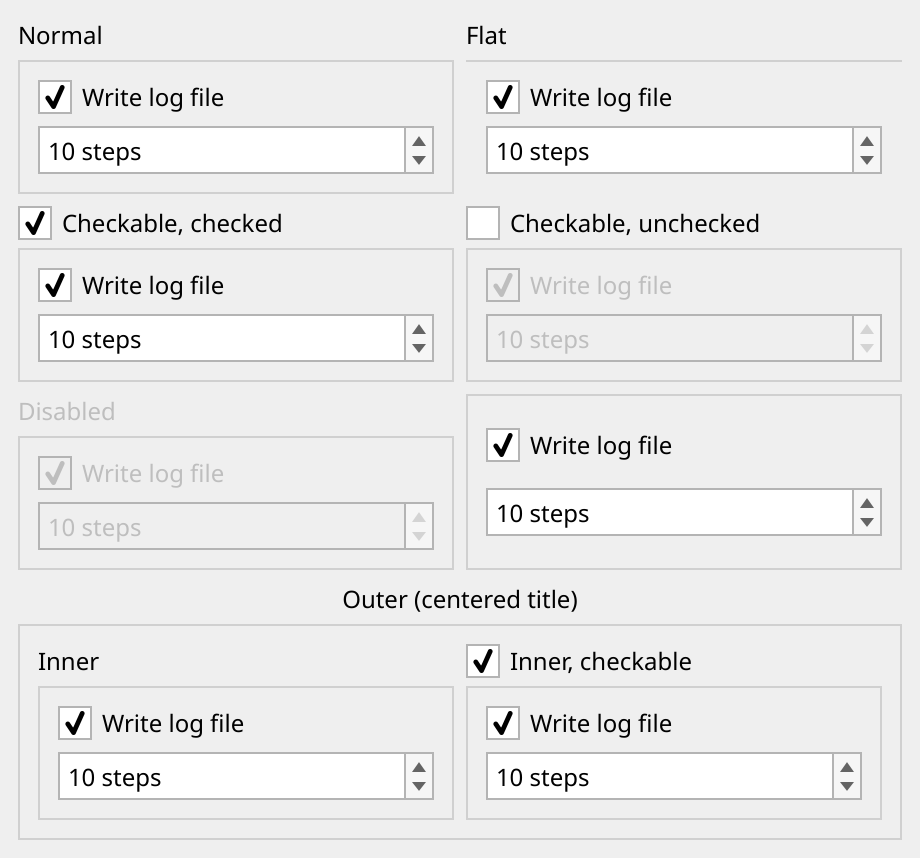 Normal
Write log file
10 steps
Flat
Write log file
10 steps
Checkable, checked
Write log file
10 steps
Checkable, unchecked
Write log file
10 steps
Disabled
Write log file
10 steps
Write log file
10 steps
Outer (centered title)
Inner
Write log file
10 steps
Inner, checkable
Write log file
10 steps